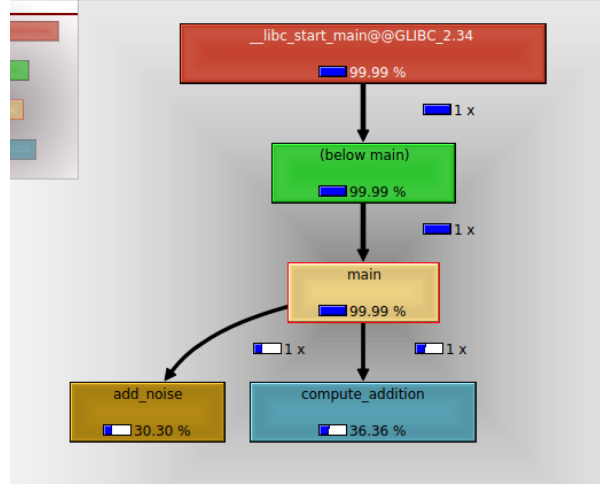 __libc_start_main@@GLIBC_2.34
99.99 %
1 x
(below main)
99.99 %
1 x
main
99.99 %
1 x
1 x
add_noise
30.30 %
compute_addition
36.36 %